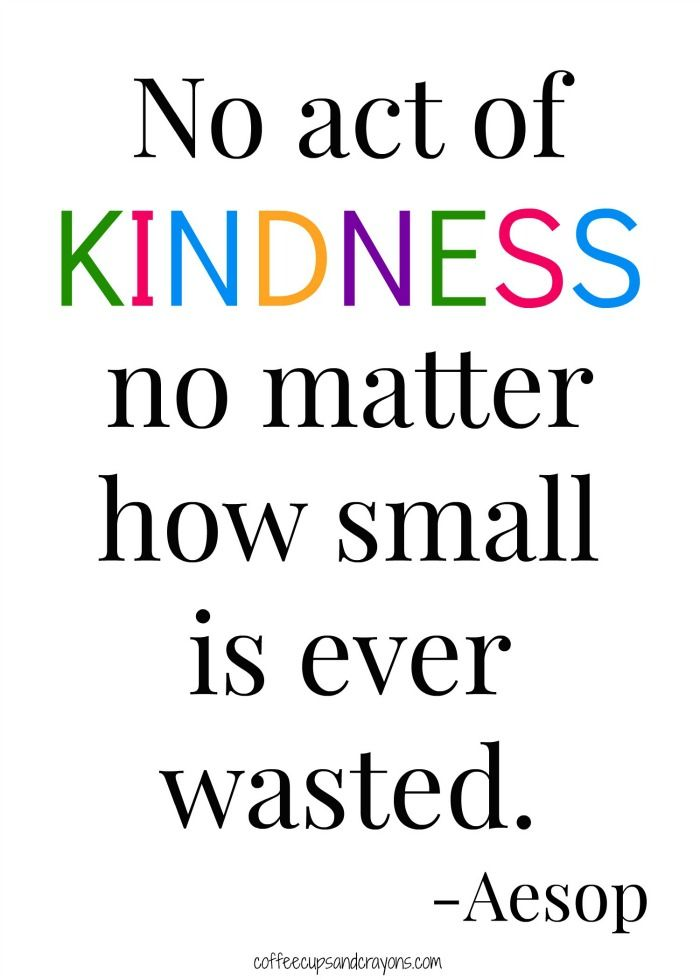 No act of
KINDNESS
no matter
how small
is ever
wasted.
-Aesop
coffeecupsandcrayons.com